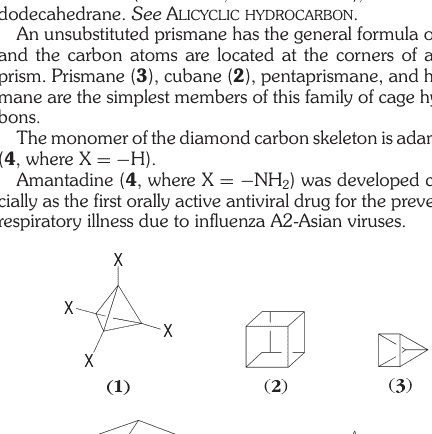 dodecahedrane. See ALICYCLIC HYDROCARBON.
An unsubstituted prismane has the general formula
and the carbon atoms are located at the corners of a
prism. Prismane (3), cubane (2), pentaprismane, and h
mane are the simplest members of this family of cage hy
bons.
The monomer of the diamond carbon skeleton is adar
(4, where X = −H).
Amantadine (4, where X = −NH₂) was developed c
cially as the first orally active antiviral drug for the preve
respiratory illness due to influenza A2-Asian viruses.
X
X
X
X
(1)
(2)
(3)